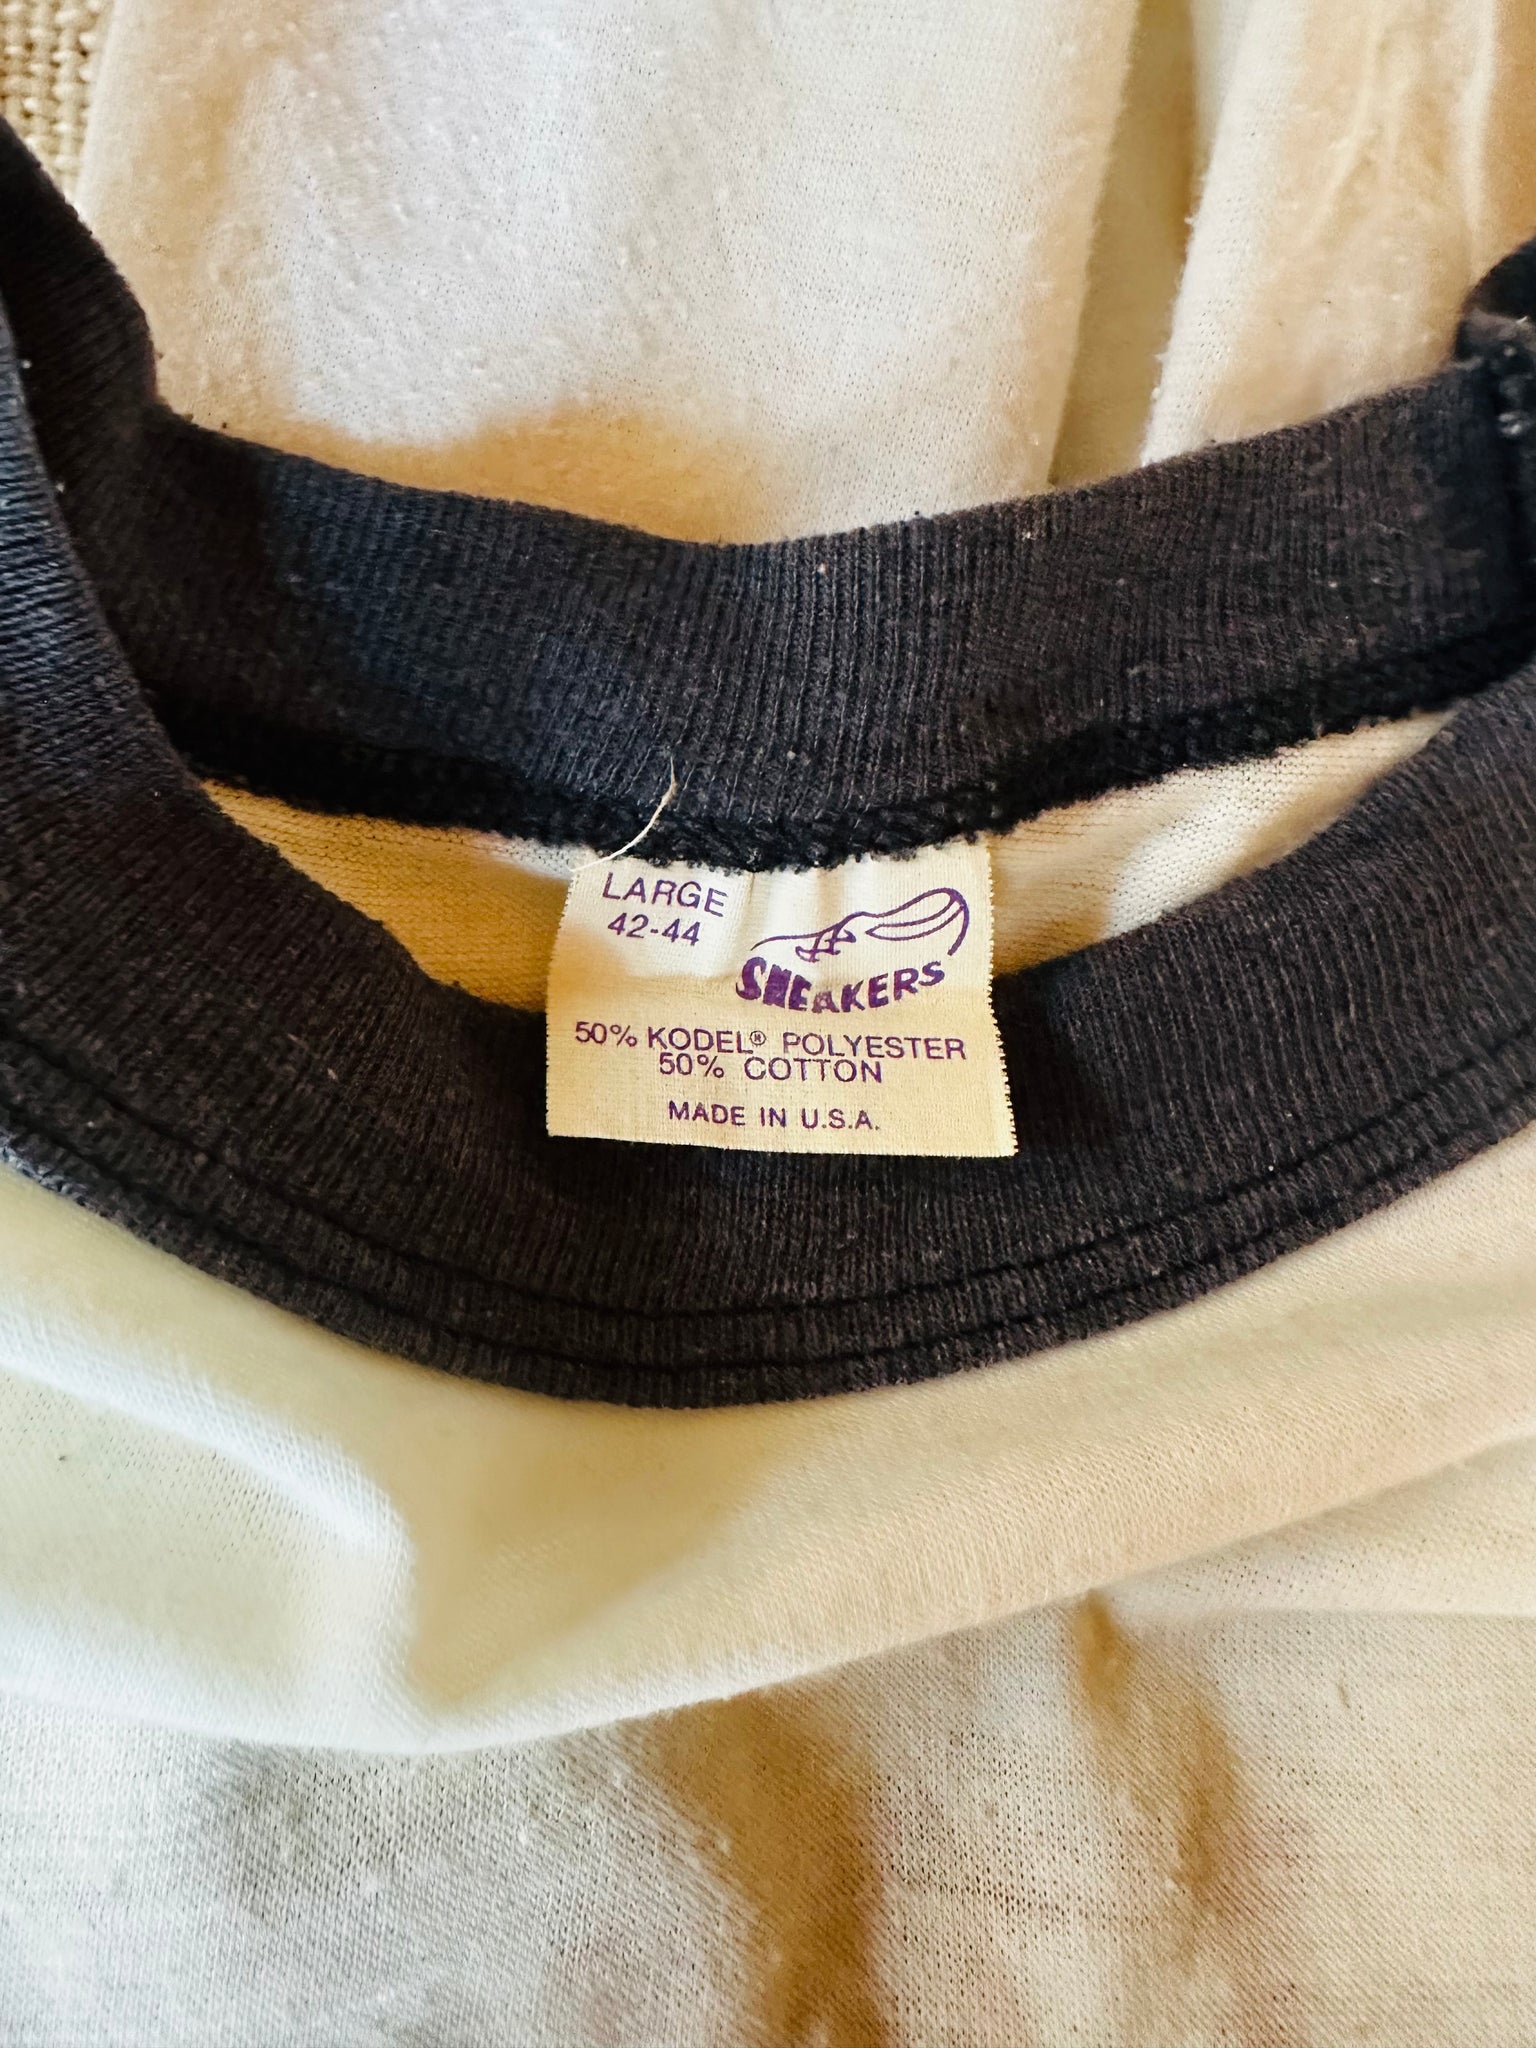 LARGE
42-44
SNEAKERS
50% KODEL® POLYESTER
50% COTTON
MADE IN U.S.A.